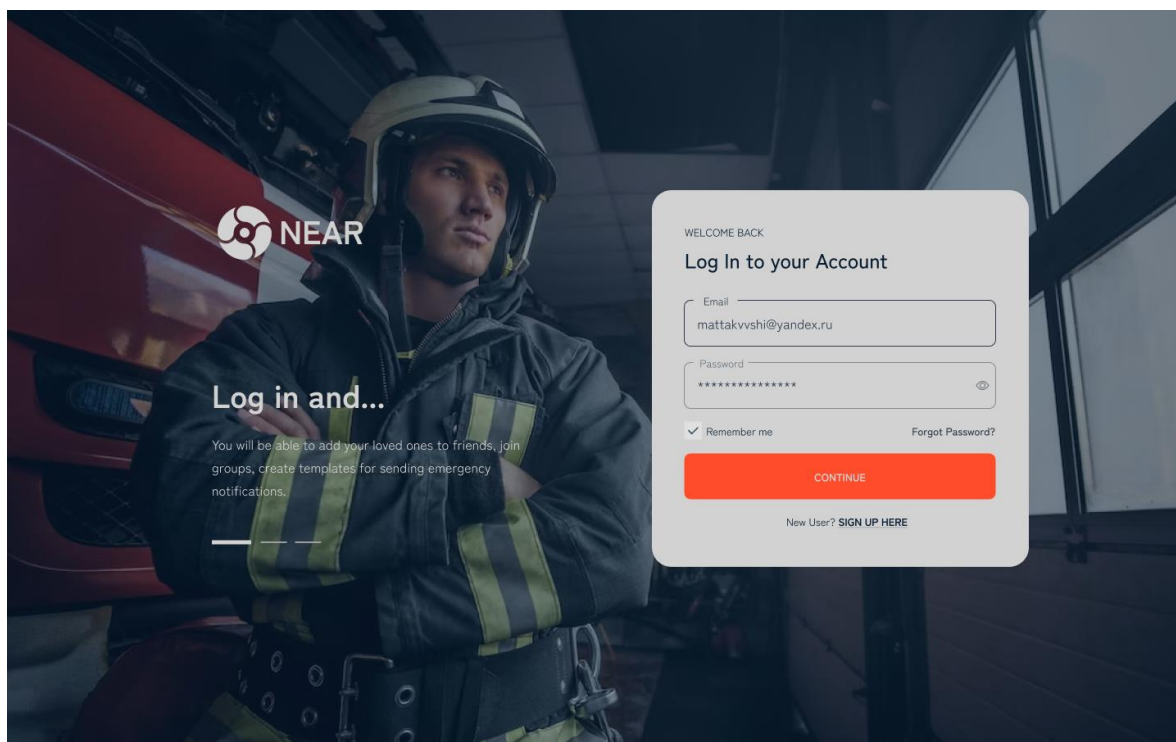 NEAR
Log in and...
You will be able to add your loved ones to friends, join
groups, create templates for sending emergency
notifications.
WELCOME BACK
Log In to your Account
Email
mattakvvshi@yandex.ru
Password
***************
Remember me
Forgot Password?
CONTINUE
New User? SIGN UP HERE